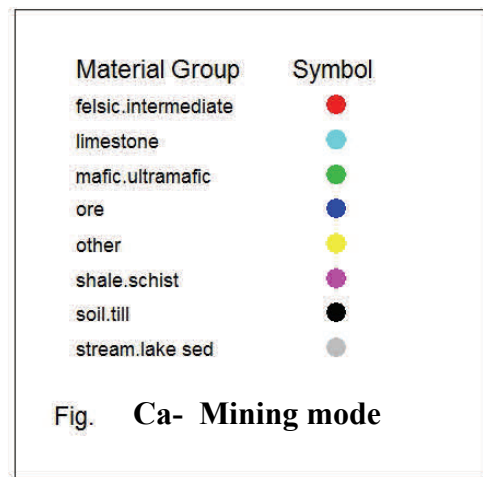 Material Group Symbol
felsic.intermediate
limestone
mafic.ultramafic
ore
other
shale.schist
soil.till
stream.lake sed
Fig. Ca- Mining mode